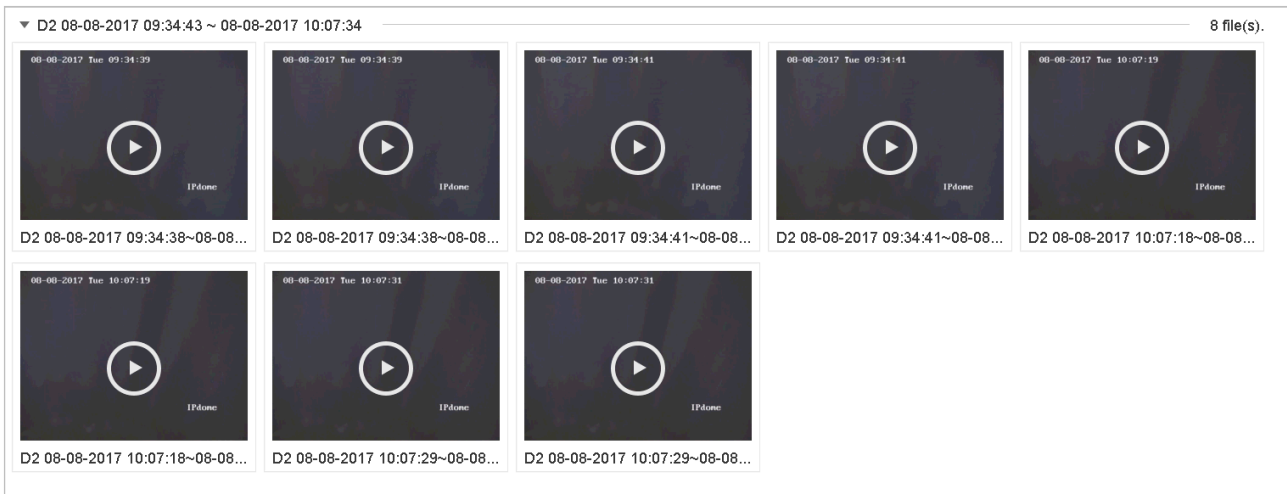 D2 08-08-2017 09:34:43 ~ 08-08-2017 10:07:34 8 file(s).
08-08-2017 Tue 09:34:39
IPdome
D2 08-08-2017 09:34:38~08-08...
08-08-2017 Tue 09:34:39
IPdome
D2 08-08-2017 09:34:38~08-08...
08-08-2017 Tue 09:34:41
IPdome
D2 08-08-2017 09:34:41~08-08...
08-08-2017 Tue 09:34:41
IPdome
D2 08-08-2017 09:34:41~08-08...
08-08-2017 Tue 10:07:19
IPdome
D2 08-08-2017 10:07:18~08-08...
08-08-2017 Tue 10:07:19
IPdome
D2 08-08-2017 10:07:18~08-08...
08-08-2017 Tue 10:07:31
IPdome
D2 08-08-2017 10:07:29~08-08...
08-08-2017 Tue 10:07:31
IPdome
D2 08-08-2017 10:07:29~08-08...